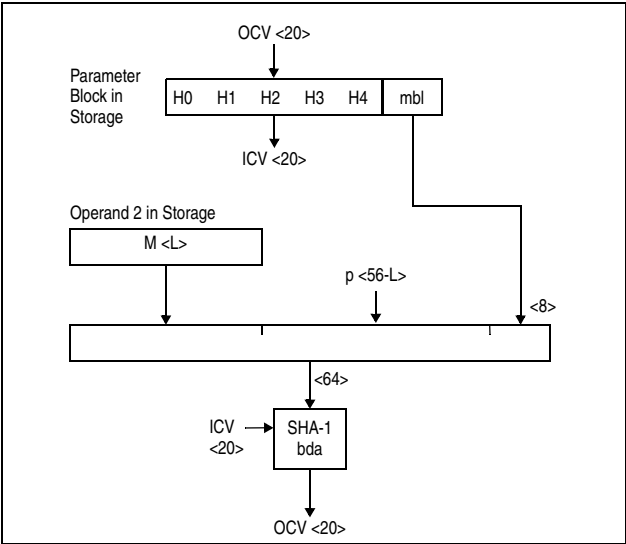 OCV <20>
Parameter
Block in
Storage
H0 H1 H2 H3 H4 mbl
ICV <20>
Operand 2 in Storage
M <L>
p <56-L>
<8>
<64>
ICV
<20>
SHA-1
bda
OCV <20>